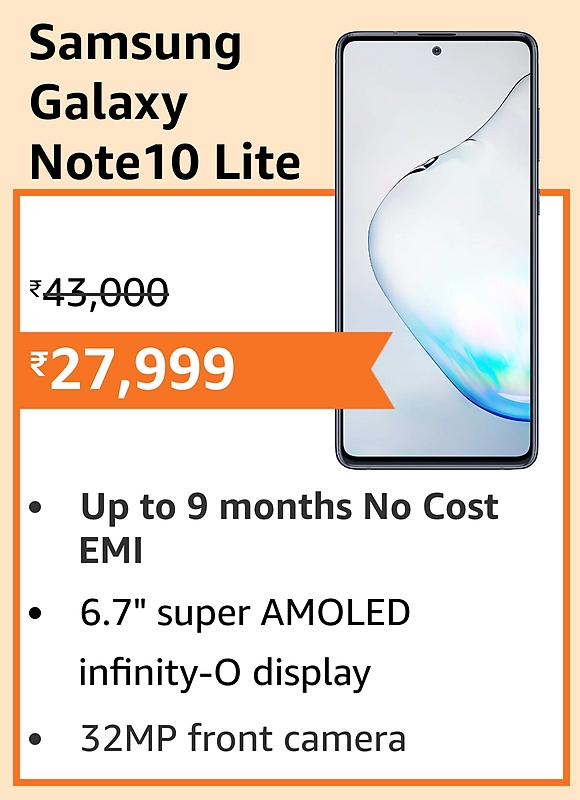 Samsung
Galaxy
Note10 Lite
₹43,000
₹27,999
• Up to 9 months No Cost
EMI
• 6.7" super AMOLED
infinity-O display
• 32MP front camera